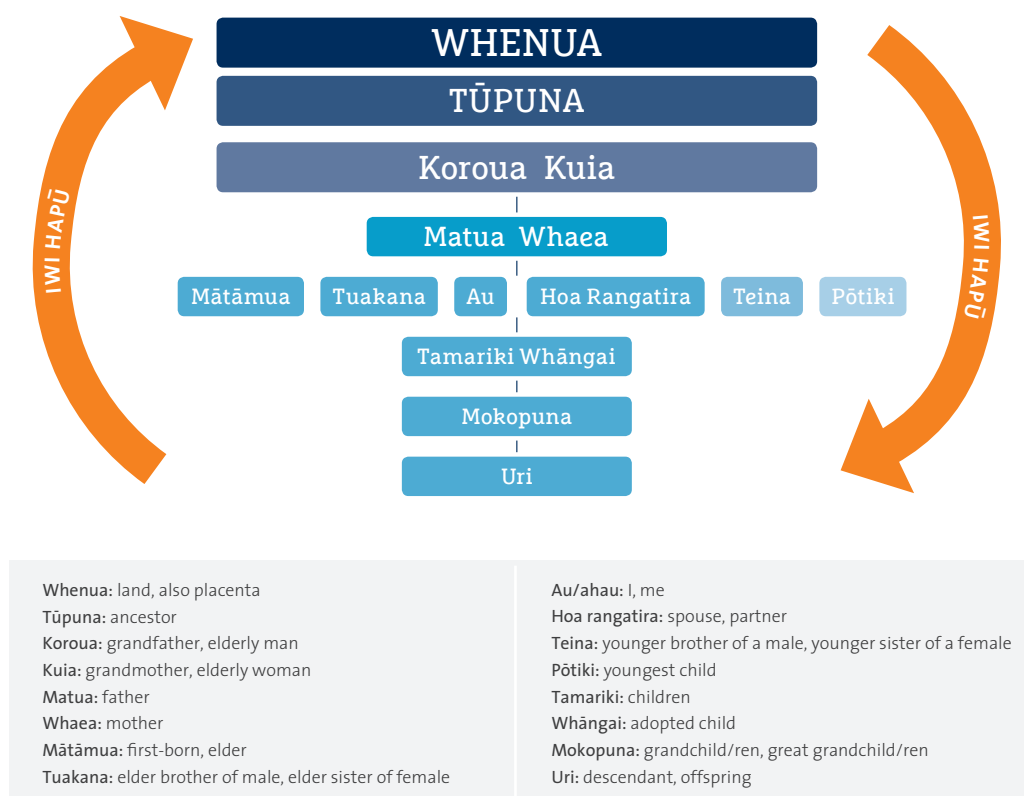 WHENUA
TŪPUNA
Koroua Kuia
Matua Whaea
Mātāmua Tuakana Au Hoa Rangatira Teina Pōtiki
Tamariki Whāngai
Mokopuna
Uri
IWI HAPŪ
IWI HAPŪ
Whenua: land, also placenta
Tūpuna: ancestor
Koroua: grandfather, elderly man
Kuia: grandmother, elderly woman
Matua: father
Whaea: mother
Mātāmua: first-born, elder
Tuakana: elder brother of male, elder sister of female
Au/ahau: I, me
Hoa rangatira: spouse, partner
Teina: younger brother of a male, younger sister of a female
Pōtiki: youngest child
Tamariki: children
Whāngai: adopted child
Mokopuna: grandchild/ren, great grandchild/ren
Uri: descendant, offspring